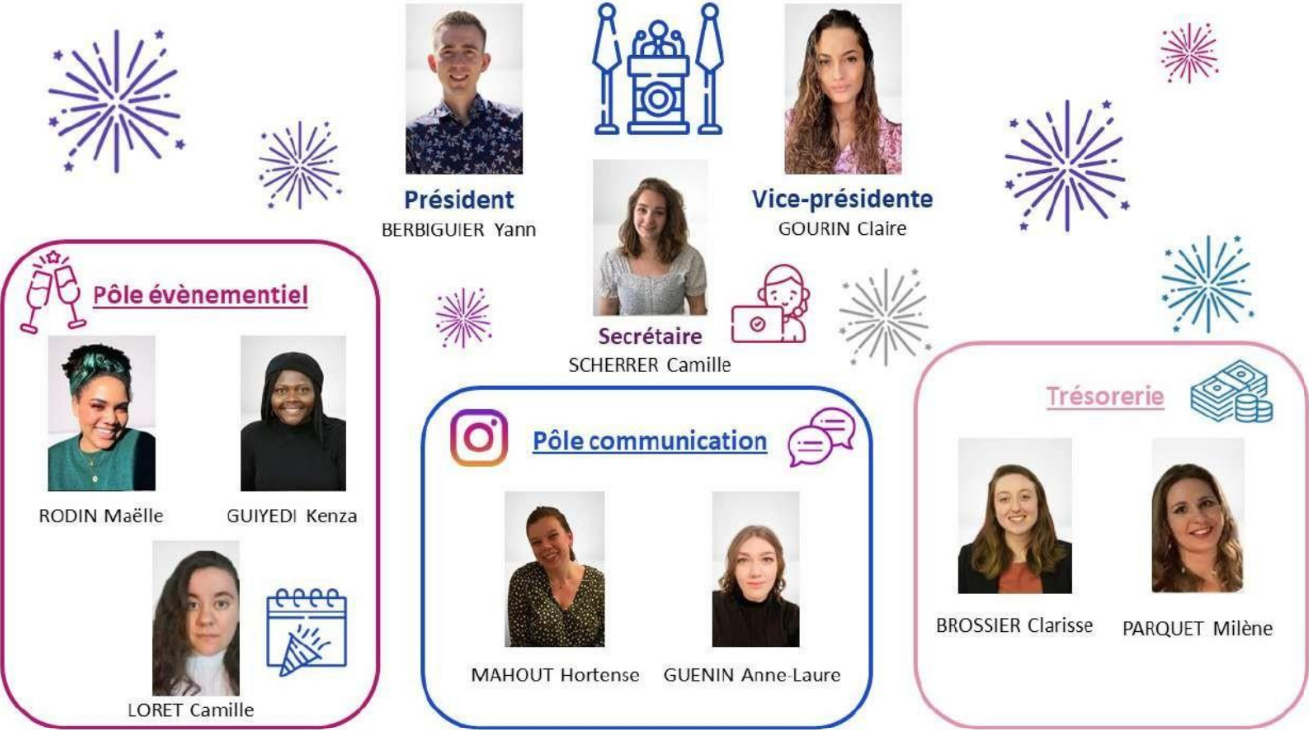 Président
BERBIGUIER Yann
Vice-présidente
GOURIN Claire
Secrétaire
SCHERRER Camille
Pôle évènementiel
RODIN Maëlle
GUIYEDI Kenza
LORET Camille
Pôle communication
MAHOUT Hortense
GUENIN Anne-Laure
Trésorerie
BROSSIER Clarisse
PARQUET Milène